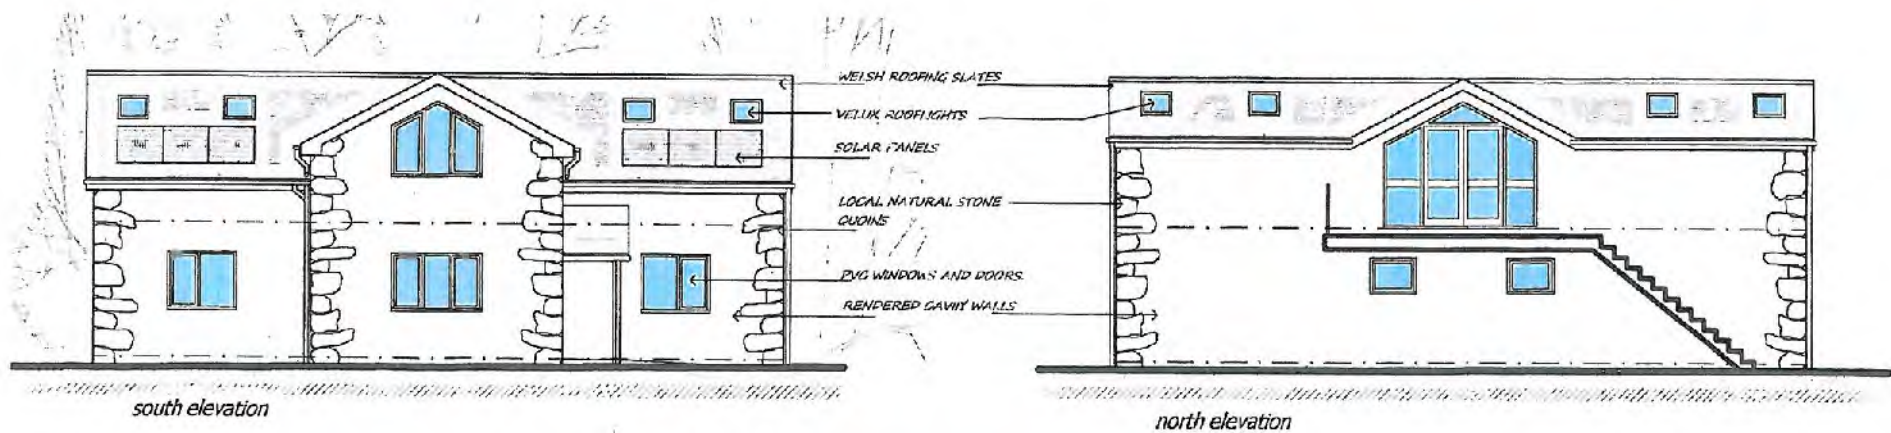 WELSH ROOFING SLATES
VELUX ROOFLIGHTS
SOLAR PANELS
LOCAL NATURAL STONE
QUOINS
PVC WINDOWS AND DOORS.
RENDERED CAVITY WALLS
south elevation
north elevation